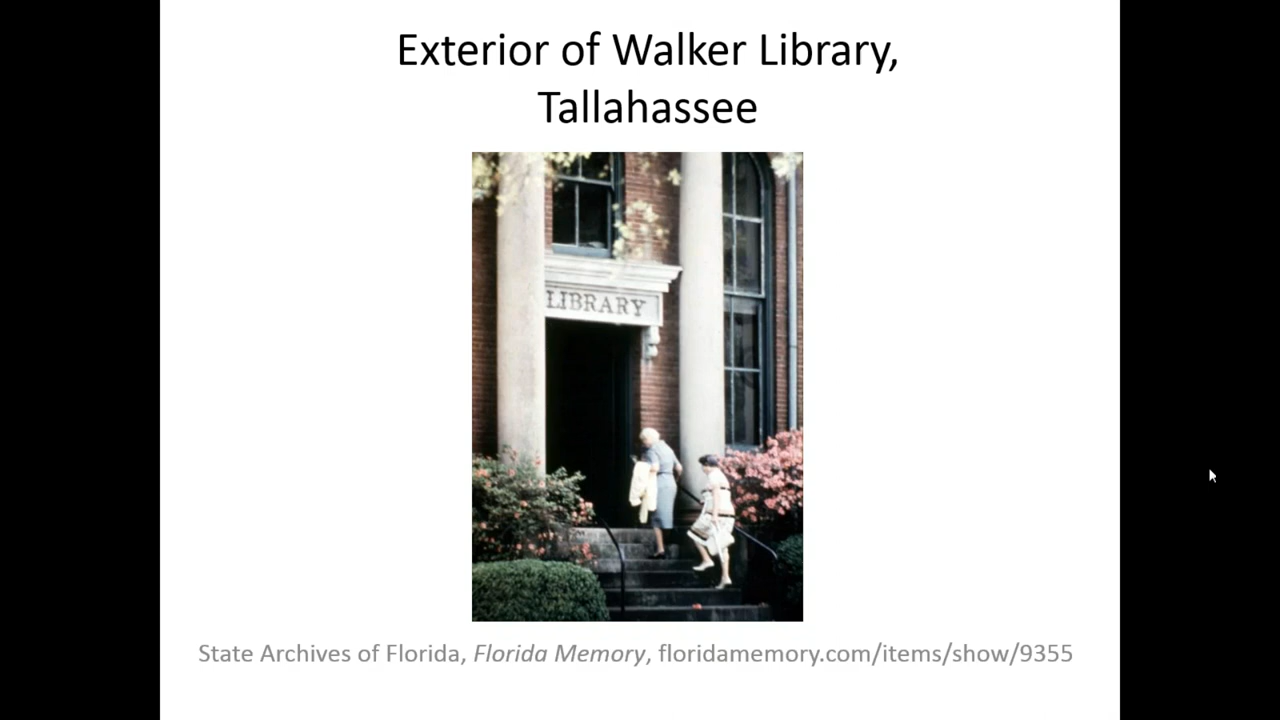 Exterior of Walker Library,
Tallahassee
LIBRARY
State Archives of Florida, Florida Memory, floridamemory.com/items/show/9355